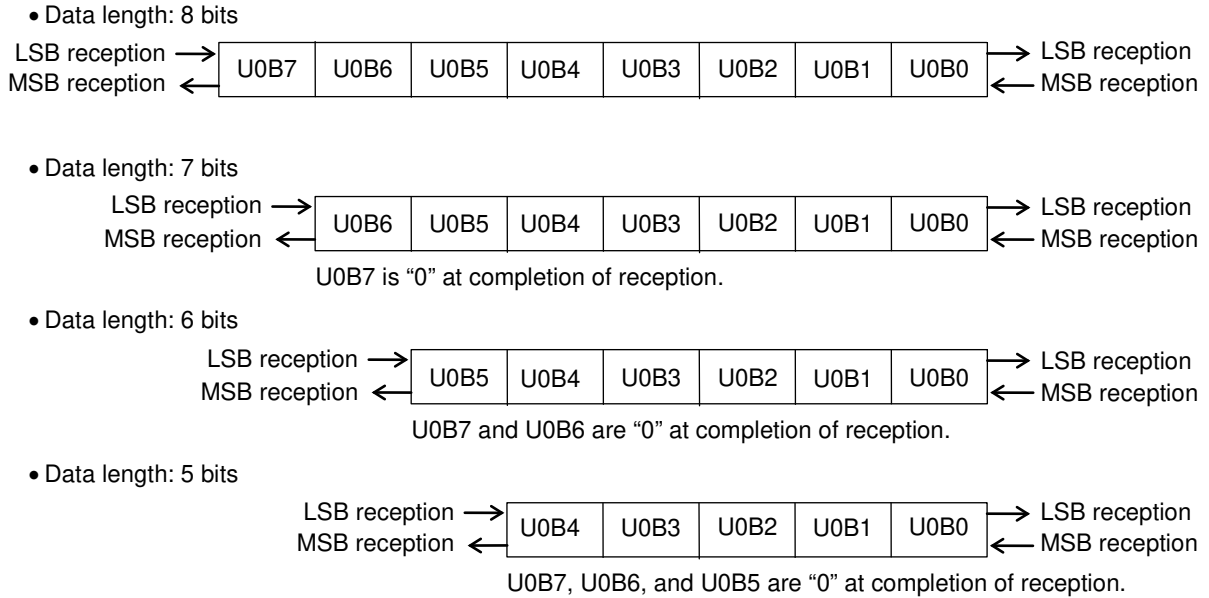 • Data length: 8 bits
LSB reception U0B7 U0B6 U0B5 U0B4 U0B3 U0B2 U0B1 U0B0 LSB reception
MSB reception MSB reception
• Data length: 7 bits
LSB reception U0B6 U0B5 U0B4 U0B3 U0B2 U0B1 U0B0 LSB reception
MSB reception MSB reception
U0B7 is “0” at completion of reception.
• Data length: 6 bits
LSB reception U0B5 U0B4 U0B3 U0B2 U0B1 U0B0 LSB reception
MSB reception MSB reception
U0B7 and U0B6 are “0” at completion of reception.
• Data length: 5 bits
LSB reception U0B4 U0B3 U0B2 U0B1 U0B0 LSB reception
MSB reception MSB reception
U0B7, U0B6, and U0B5 are “0” at completion of reception.